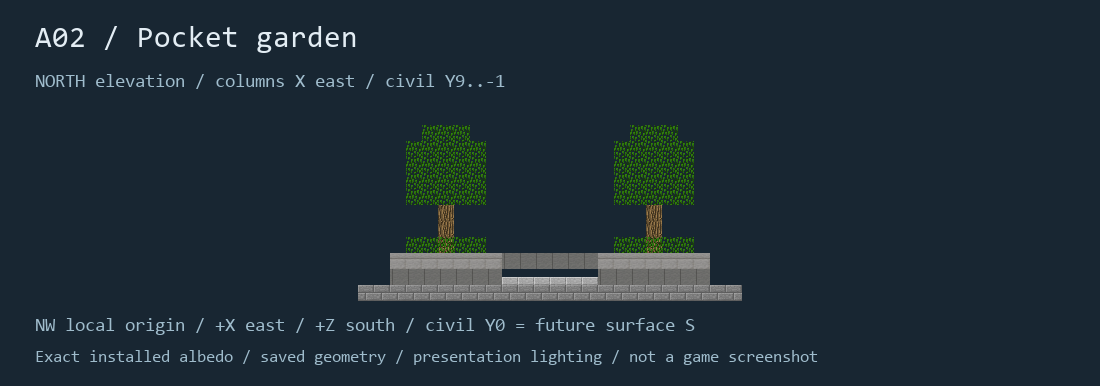 A02 / Pocket garden
NORTH elevation / columns X east / civil Y9..-1
NW local origin / +X east / +Z south / civil Y0 = future surface S
Exact installed albedo / saved geometry / presentation lighting / not a game screenshot